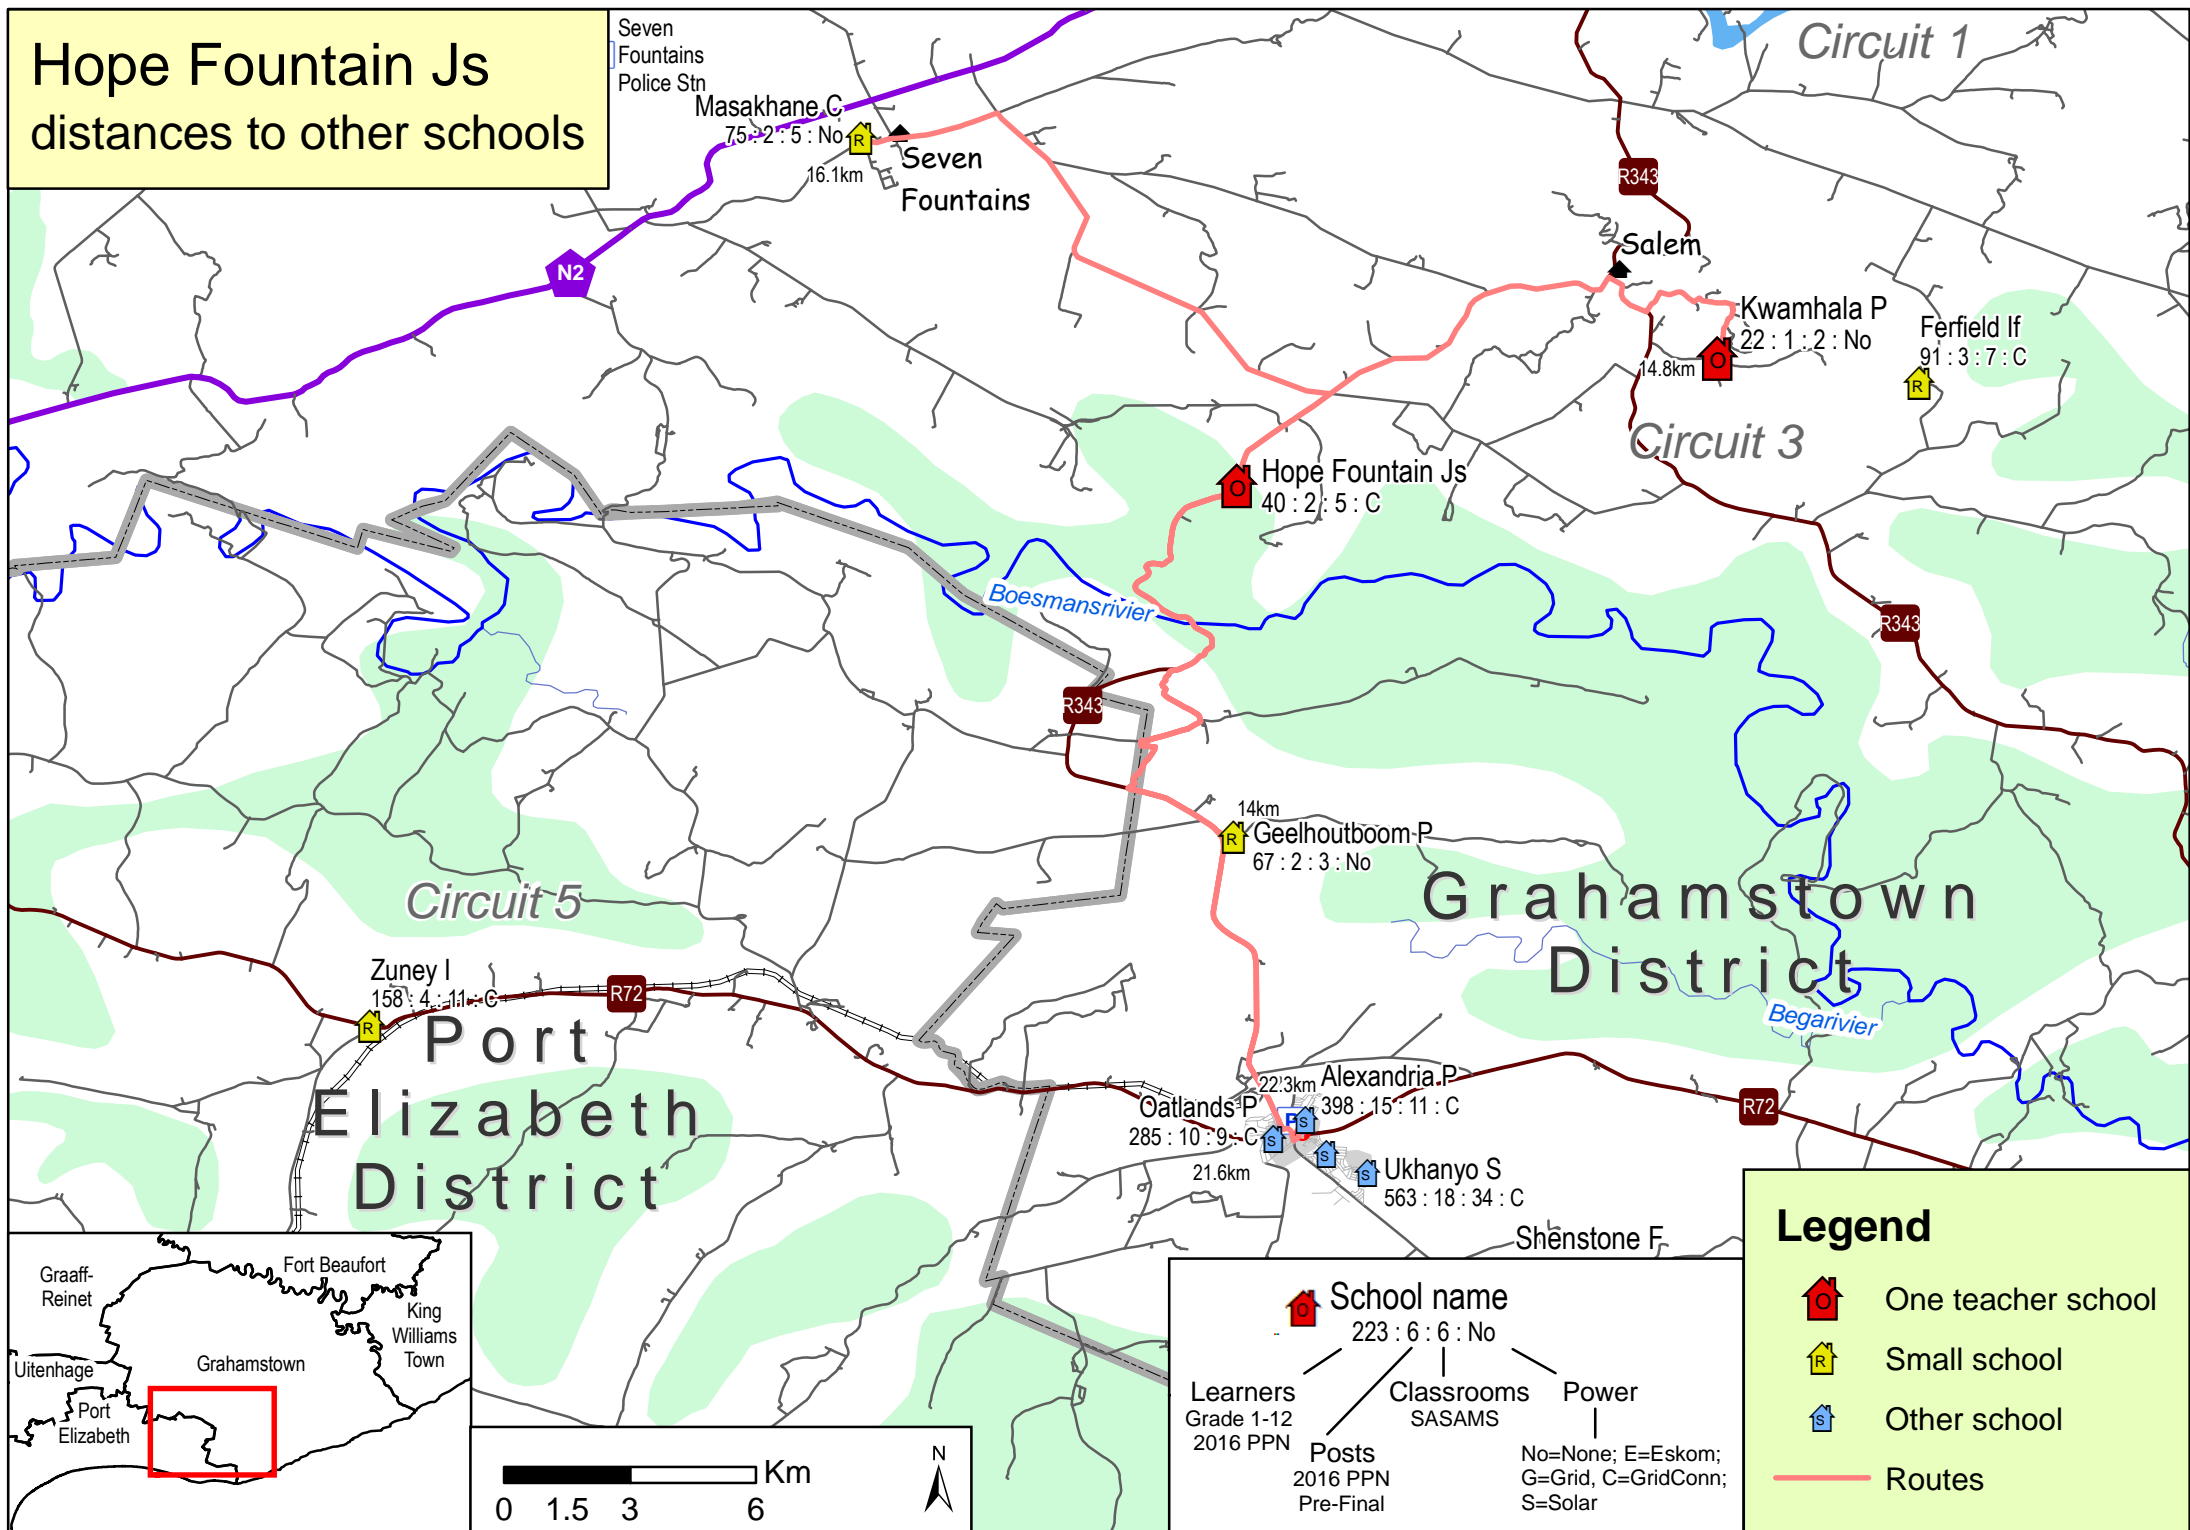 Hope Fountain Js
distances to other schools
Seven
Fountains
Police Stn
Circuit 1
Masakhane C
75 : 2 : 5 : No
R
16.1km
Seven
Fountains
R343
N2
Salem
Kwamhala P
22 : 1 : 2 : No
O
14.8km
Ferfield If
91 : 3 : 7 : C
R
Circuit 3
Hope Fountain Js
40 : 2 : 5 : C
O
Boesmansrivier
R343
R343
14km
Geelhoutboom P
67 : 2 : 3 : No
R
Circuit 5
Grahamstown
District
Begarivier
Zuney I
158 : 4 : 11 : C
R
R72
Port
Elizabeth
District
22.3km
Alexandria P
398 : 15 : 11 : C
Oatlands P
285 : 10 : 9 : C
P
S
S
S
S
21.6km
Ukhanyo S
563 : 18 : 34 : C
R72
Shenstone F
Graaff-
Reinet
Fort Beaufort
King
Williams
Town
Uitenhage
Grahamstown
Port
Elizabeth
Km
0 1.5 3 6
N
O
School name
223 : 6 : 6 : No
Learners
Grade 1-12
2016 PPN
Posts
2016 PPN
Pre-Final
Classrooms
SASAMS
Power
No=None; E=Eskom;
G=Grid, C=GridConn;
S=Solar
Legend
O One teacher school
R Small school
S Other school
Routes